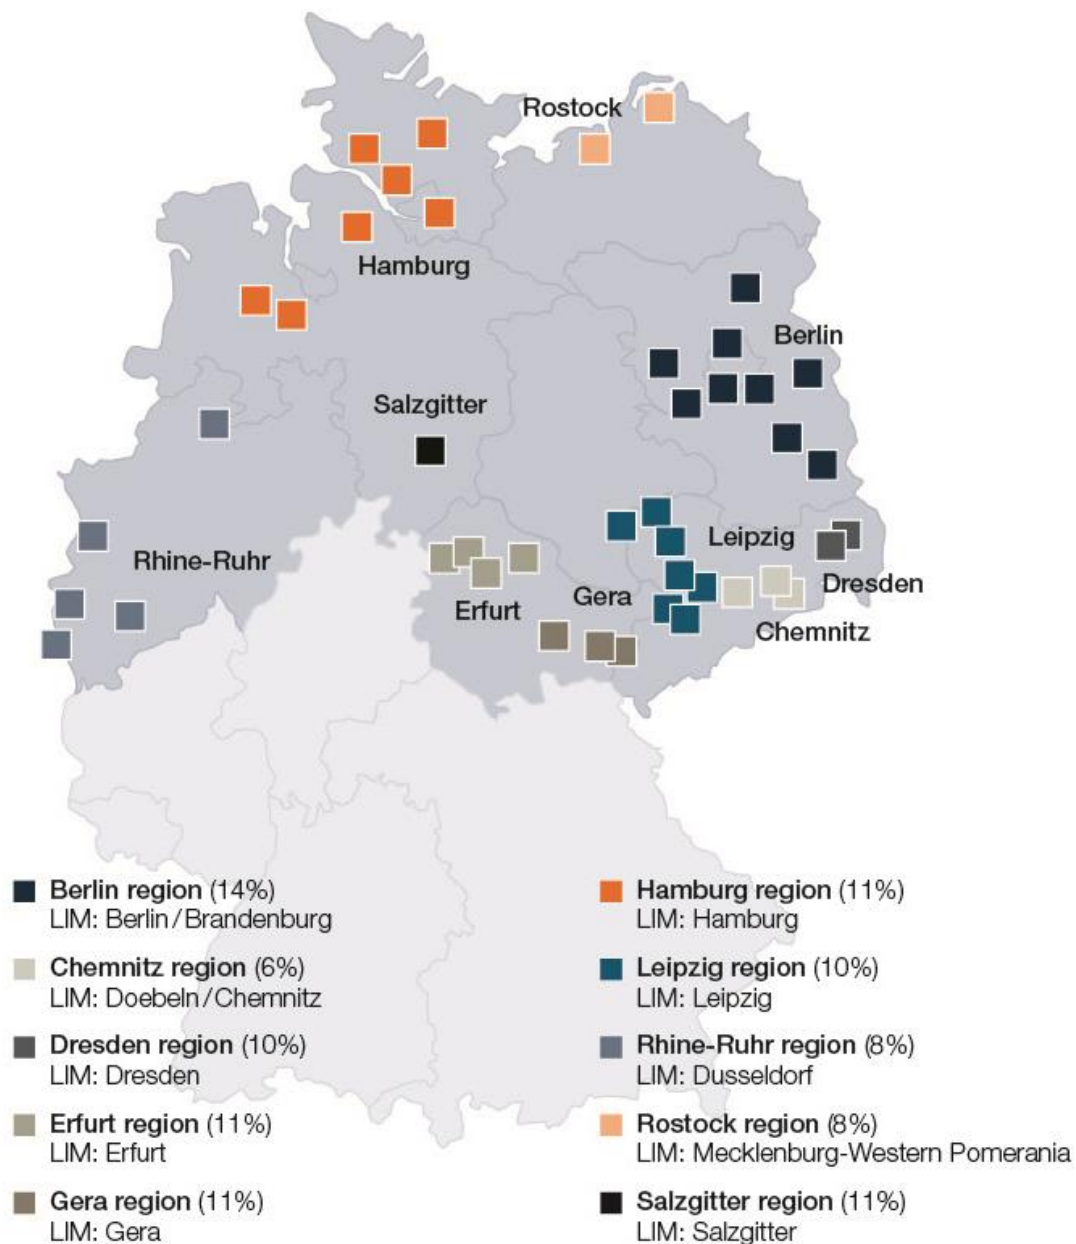 Rostock
Hamburg
Berlin
Salzgitter
Leipzig
Rhine-Ruhr
Dresden
Gera
Erfurt
Chemnitz
Berlin region (14%)
LIM: Berlin/Brandenburg
Chemnitz region (6%)
LIM: Doebeln/Chemnitz
Dresden region (10%)
LIM: Dresden
Erfurt region (11%)
LIM: Erfurt
Gera region (11%)
LIM: Gera
Hamburg region (11%)
LIM: Hamburg
Leipzig region (10%)
LIM: Leipzig
Rhine-Ruhr region (8%)
LIM: Dusseldorf
Rostock region (8%)
LIM: Mecklenburg-Western Pomerania
Salzgitter region (11%)
LIM: Salzgitter